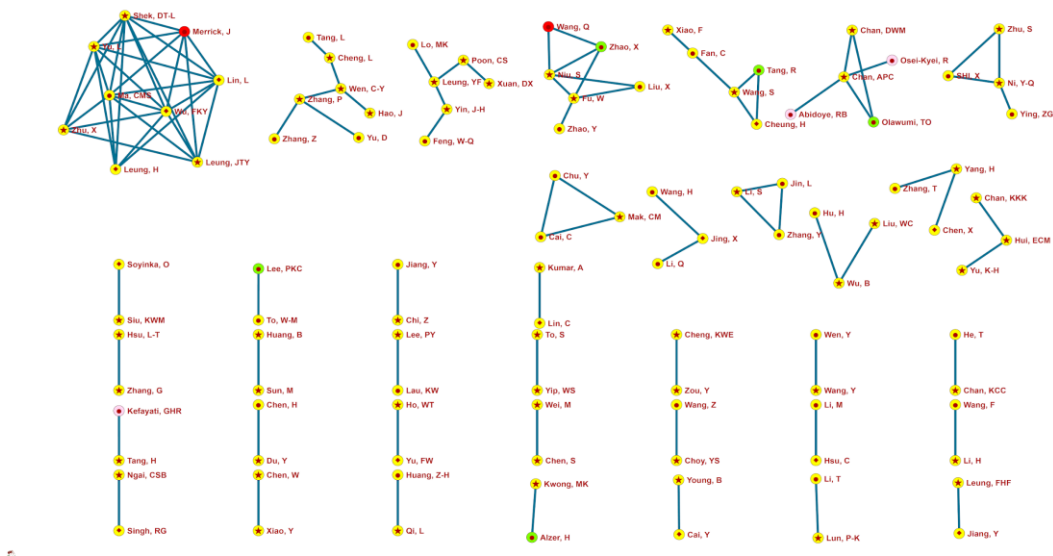 Shek, DT-L
Merrick, J
Yu, L
Lin, L
Ma, CMS
Wu, FKY
Zhu, X
Leung, JTY
Leung, H
Tang, L
Cheng, L
Wen, C-Y
Zhang, P
Hao, J
Zhang, Z
Yu, D
Lo, MK
Poon, CS
Leung, YF
Xuan, DX
Yin, J-H
Feng, W-Q
Wang, Q
Zhao, X
Niu, S
Liu, X
Fu, W
Zhao, Y
Xiao, F
Fan, C
Tang, R
Wang, S
Cheung, H
Chan, DWM
Osei-Kyei, R
Chan, APC
Abidoye, RB
Olawumi, TO
Zhu, S
SHI, X
Ni, Y-Q
Ying, ZG
Chu, Y
Mak, CM
Cai, C
Wang, H
Jing, X
Li, Q
Li, S
Jin, L
Zhang, Y
Hu, H
Liu, WC
Wu, B
Yang, H
Zhang, T
Chen, X
Chan, KKK
Hui, ECM
Yu, K-H
Soyinka, O
Lee, PKC
Jiang, Y
Kumar, A
Siu, KWM
To, W-M
Chi, Z
Lin, C
Hsu, L-T
Huang, B
Lee, PY
To, S
Cheng, KWE
Wen, Y
He, T
Zhang, G
Sun, M
Lau, KW
Yip, WS
Zou, Y
Wang, Y
Chan, KCC
Kefayati, GHR
Chen, H
Ho, WT
Wei, M
Wang, Z
Li, M
Wang, F
Tang, H
Du, Y
Yu, FW
Chen, S
Choy, YS
Hsu, C
Li, H
Ngai, CSB
Chen, W
Huang, Z-H
Kwong, MK
Young, B
Li, T
Leung, FHF
Singh, RG
Xiao, Y
Qi, L
Alzer, H
Cai, Y
Lun, P-K
Jiang, Y